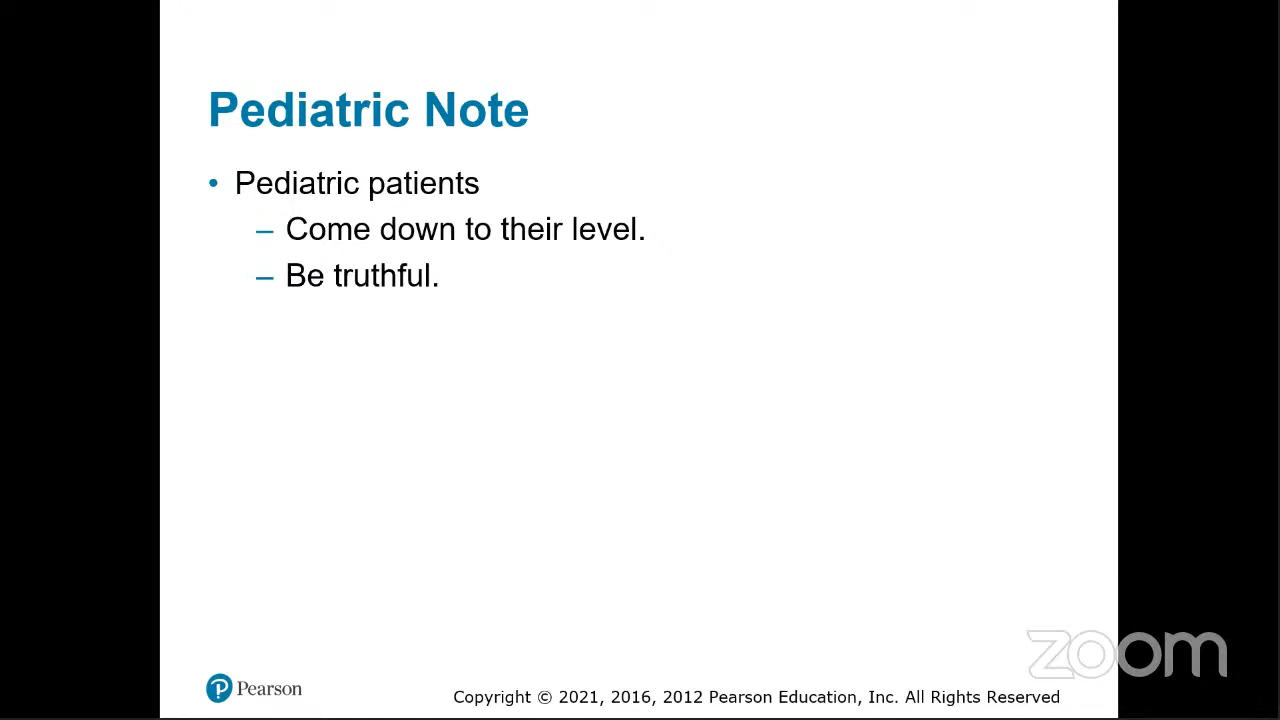 Pediatric Note
• Pediatric patients
– Come down to their level.
– Be truthful.
zoom
Pearson
Copyright © 2021, 2016, 2012 Pearson Education, Inc. All Rights Reserved